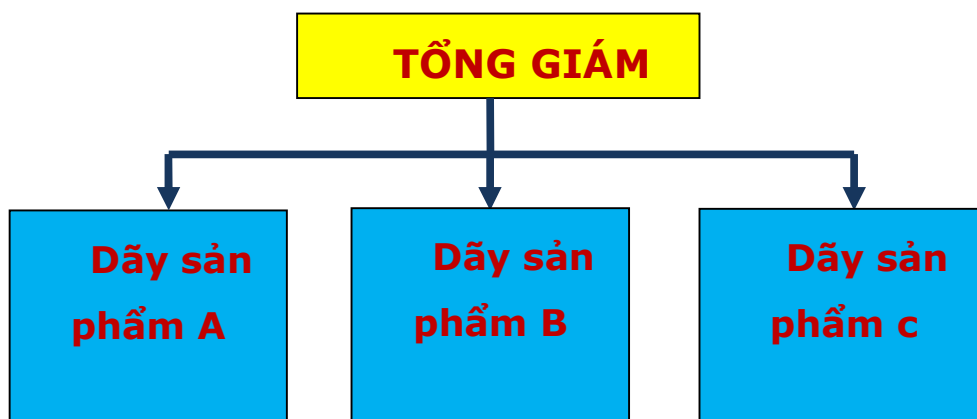 TỔNG GIÁM
Dãy sản
phẩm A
Dãy sản
phẩm B
Dãy sản
phẩm c